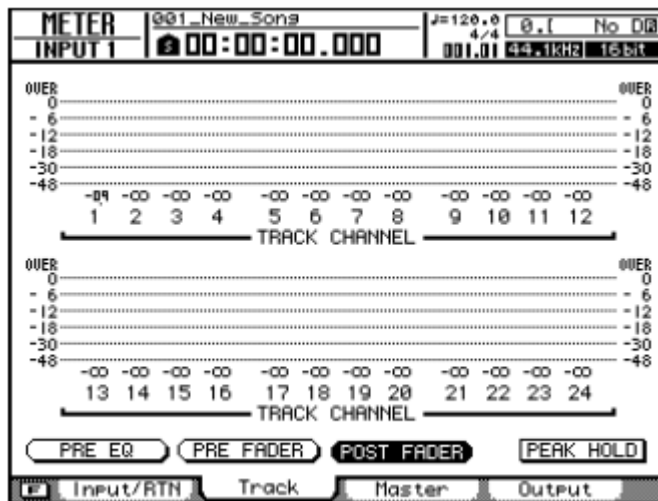 METER 001_New_Song ♩=120.0 4/4 0.[ No D
INPUT 1 S 00:00:00.000 001.01 44.1kHz 16bit
OVER OVER
0 0
- 6 - 6
-12 -12
-18 -18
-30 -30
-48 -48
-∞ -∞ -∞ -∞ -∞ -∞ -∞ -∞ -∞ -∞ -∞
1 2 3 4 5 6 7 8 9 10 11 12
TRACK CHANNEL
OVER OVER
0 0
- 6 - 6
-12 -12
-18 -18
-30 -30
-48 -48
-∞ -∞ -∞ -∞ -∞ -∞ -∞ -∞ -∞ -∞ -∞ -∞
13 14 15 16 17 18 19 20 21 22 23 24
TRACK CHANNEL
PRE EQ PRE FADER POST FADER PEAK HOLD
F Input/RTN Track Master Output